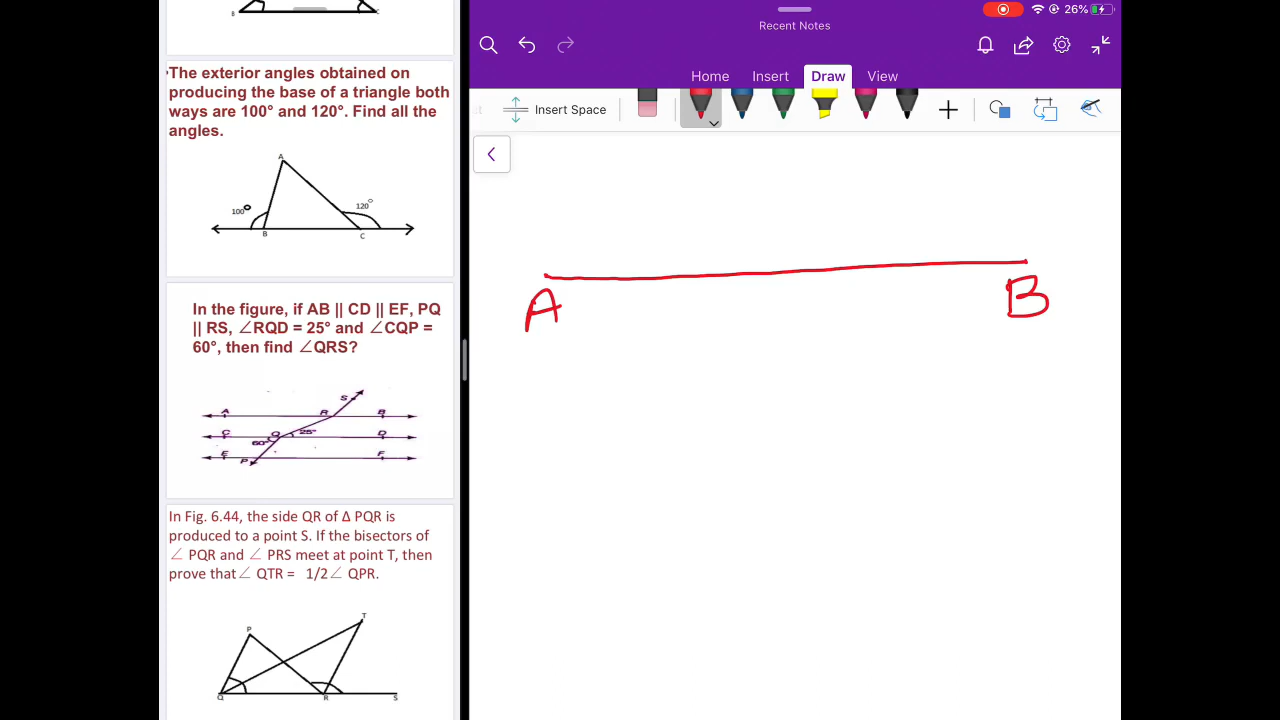 B
C
The exterior angles obtained on
producing the base of a triangle both
ways are 100° and 120°. Find all the
angles.
A
100°
120°
B
C
In the figure, if AB || CD || EF, PQ
|| RS, ∠RQD = 25° and ∠CQP =
60°, then find ∠QRS?
S
A
R
B
C
Q
25°
D
60°
E
P
F
In Fig. 6.44, the side QR of Δ PQR is
produced to a point S. If the bisectors of
∠ PQR and ∠ PRS meet at point T, then
prove that ∠ QTR = 1/2 ∠ QPR.
T
P
Q
R
S
26%
Recent Notes
Home
Insert
Draw
View
Insert Space
A
B